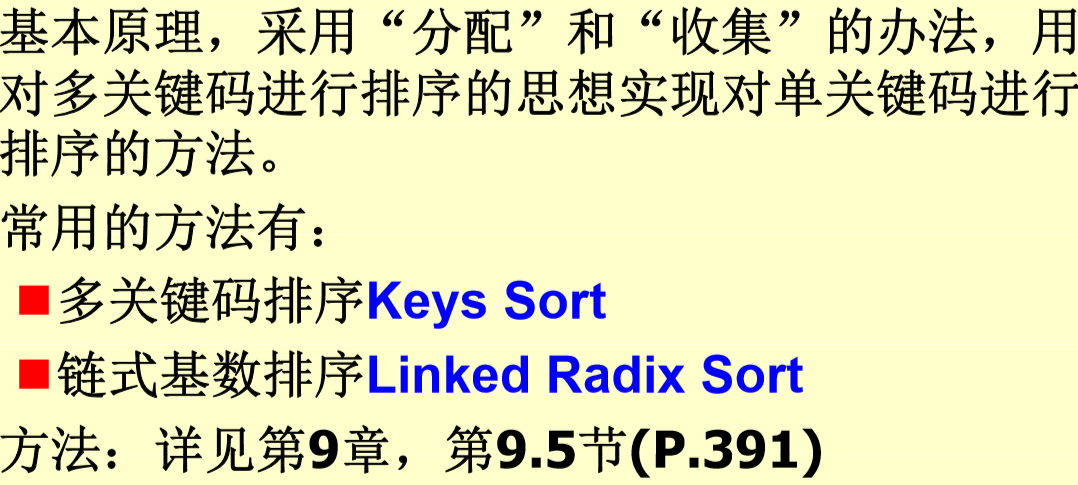 基本原理，采用“分配”和“收集”的办法，用
对多关键码进行排序的思想实现对单关键码进行
排序的方法。
常用的方法有：
■多关键码排序Keys Sort
■链式基数排序Linked Radix Sort
方法：详见第9章，第9.5节(P.391)